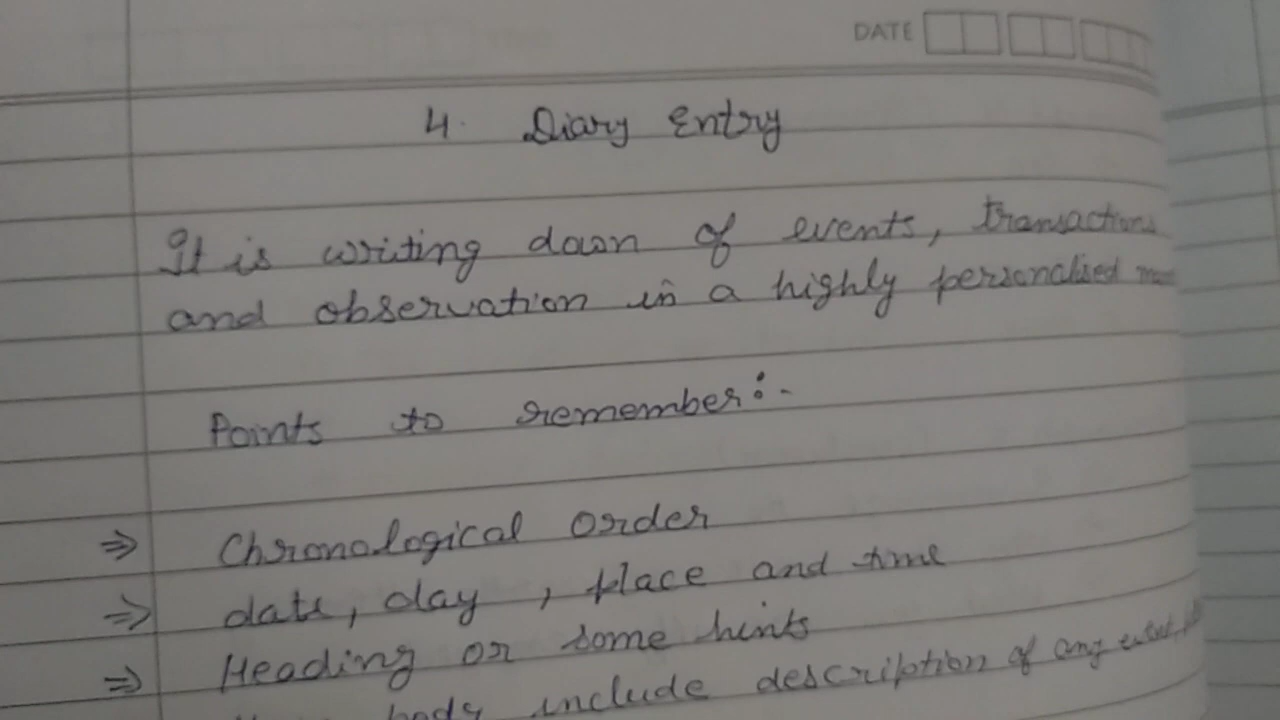 DATE
4. Diary Entry
It is writing down of events, transactions
and observation in a highly personalised
Points to remember:-
⇒ Chronological order
⇒ date, day, place and time
⇒ Heading or some hints
body include description of any